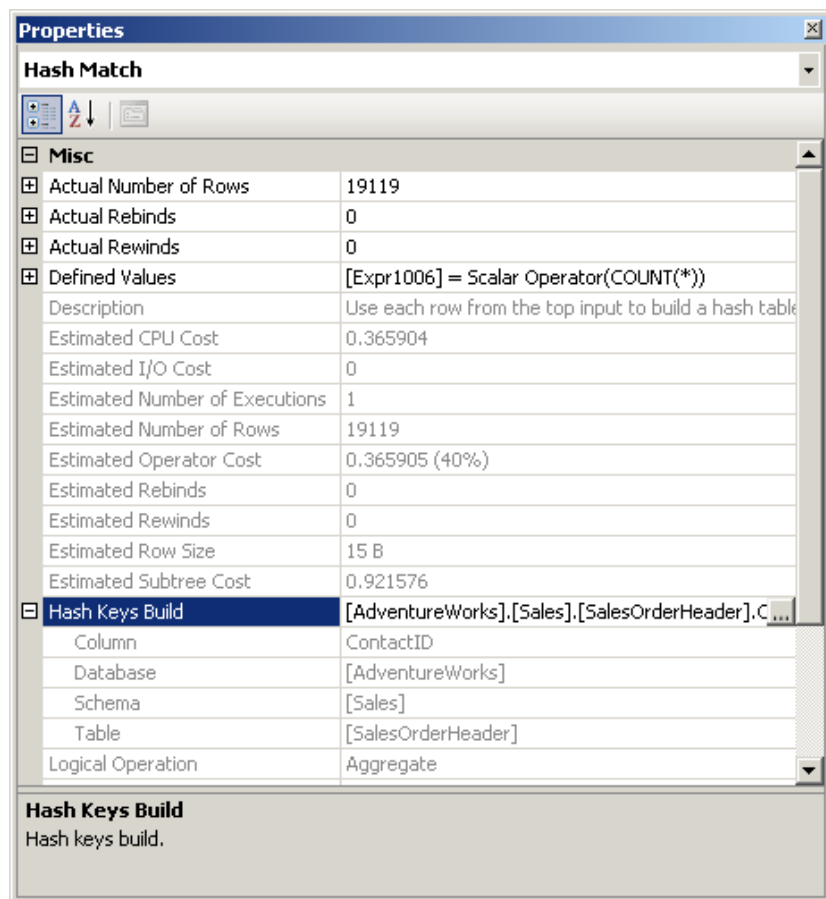 Properties
Hash Match
Misc
Actual Number of Rows 19119
Actual Rebinds 0
Actual Rewinds 0
Defined Values [Expr1006] = Scalar Operator(COUNT(*))
Description Use each row from the top input to build a hash table
Estimated CPU Cost 0.365904
Estimated I/O Cost 0
Estimated Number of Executions 1
Estimated Number of Rows 19119
Estimated Operator Cost 0.365905 (40%)
Estimated Rebinds 0
Estimated Rewinds 0
Estimated Row Size 15 B
Estimated Subtree Cost 0.921576
Hash Keys Build [AdventureWorks].[Sales].[SalesOrderHeader].C ...
Column ContactID
Database [AdventureWorks]
Schema [Sales]
Table [SalesOrderHeader]
Logical Operation Aggregate
Hash Keys Build
Hash keys build.